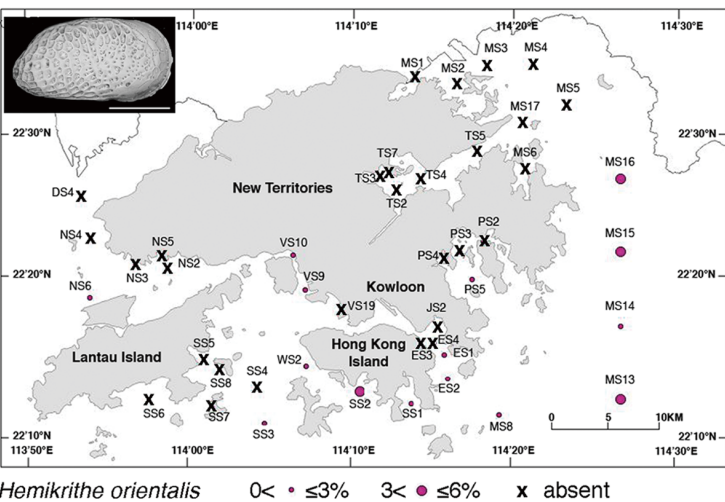 114'00'E 114'10'E 114'20'E 114'30'E
MS3 MS4
MS1 MS2
MS5
MS17
22'30'N 22'30'N
TS5
TS7 MS6 MS16
TS3 TS4
New Territories
DS4 TS2
PS2
NS4 PS3 MS15
NS5 VS10
PS4
NS3 NS2
VS9 22'20'N
Kowloon
NS6 PS5
VS19 JS2 MS14
Hong Kong
Island
ES4
SS5 ES3 ES1
Lantau Island
WS2
SS8 SS4
ES2 MS13
SS6 SS7 SS2 SS1
SS3 MS8
0 5 10KM
22'10'N 22'10'N
113'50'E 114'00'E 114'10'E 114'20'E 114'30'E
Hemikrithe orientalis 0< ≤3% 3< ≤6% x absent